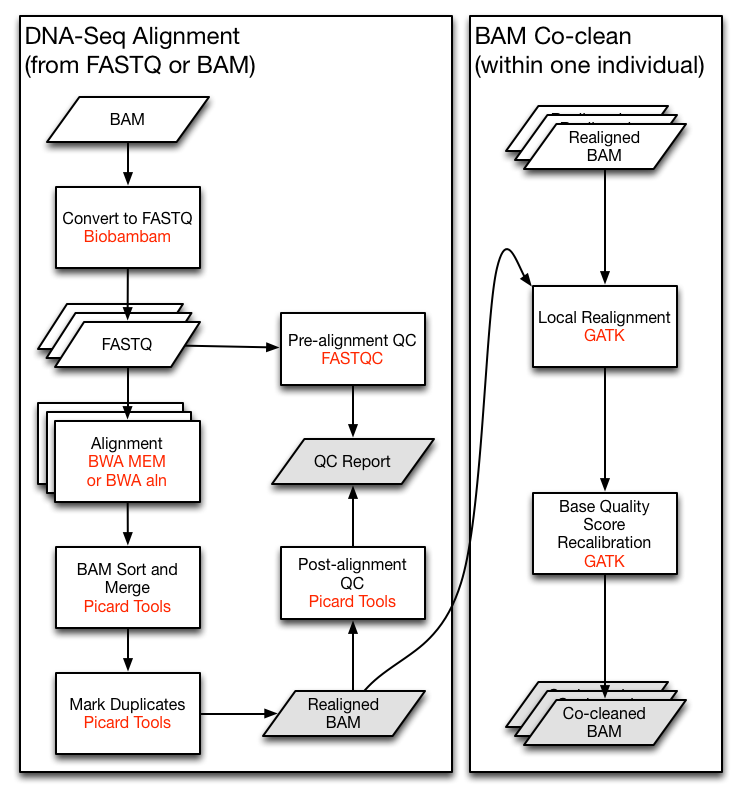 DNA-Seq Alignment
(from FASTQ or BAM)
BAM
Convert to FASTQ
Biobambam
FASTQ
Pre-alignment QC
FASTQC
Alignment
BWA MEM
or BWA aln
QC Report
BAM Sort and
Merge
Picard Tools
Post-alignment
QC
Picard Tools
Mark Duplicates
Picard Tools
Realigned
BAM
BAM Co-clean
(within one individual)
Realigned
BAM
Local Realignment
GATK
Base Quality
Score
Recalibration
GATK
Co-cleaned
BAM